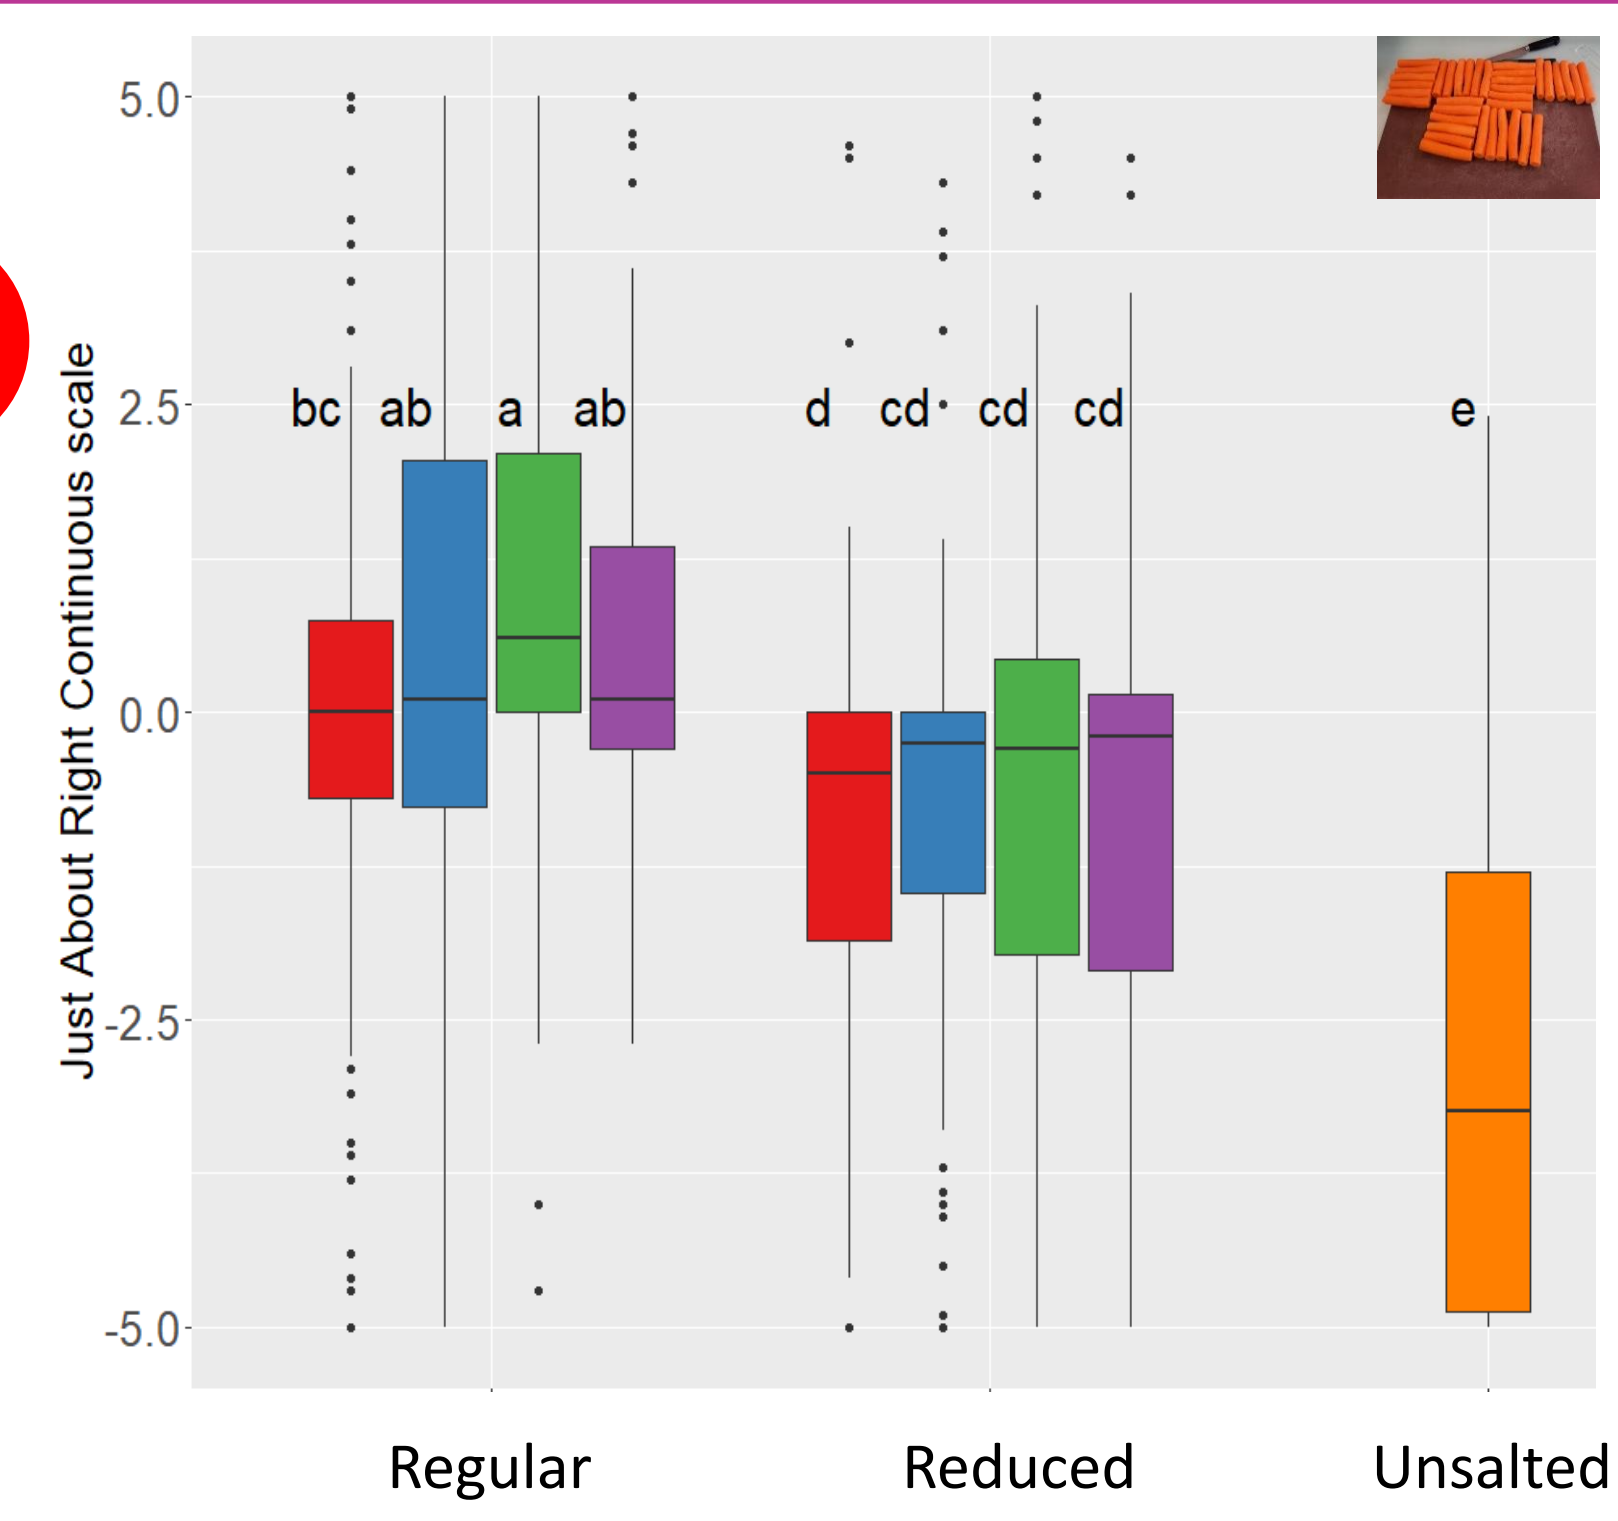 5.0
2.5
0.0
-2.5
-5.0
Just About Right Continuous scale
bc ab a ab d cd cd cd e
Regular Reduced Unsalted